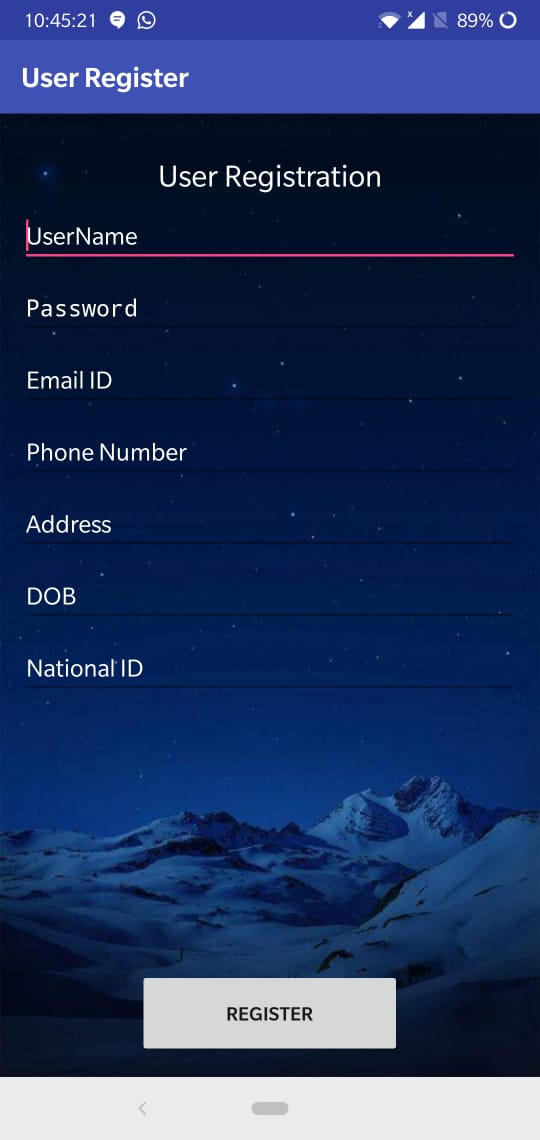 10:45:21 89%
User Register
User Registration
UserName
Password
Email ID
Phone Number
Address
DOB
National ID
REGISTER